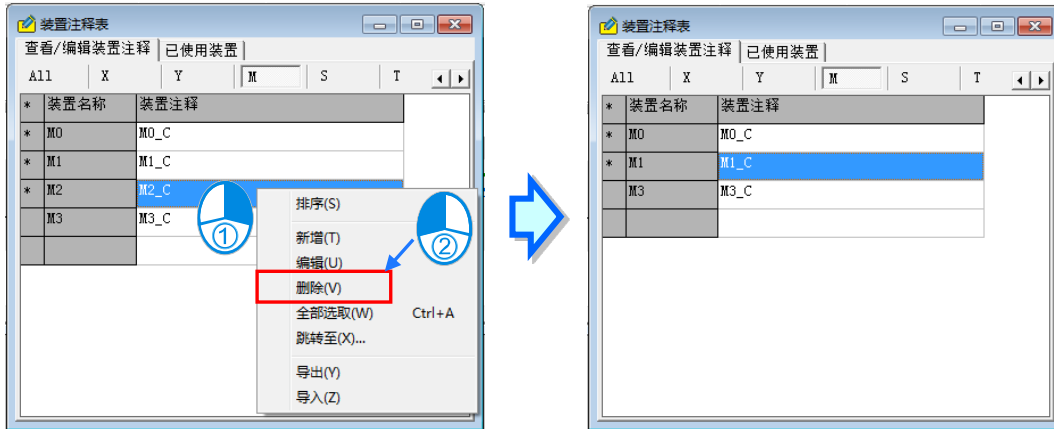 装置注释表
查看/编辑装置注释 已使用装置
All X Y M S T
* 装置名称 装置注释
* M0 M0_C
* M1 M1_C
* M2 M2_C
M3 M3_C
①
②
排序(S)
新增(T)
编辑(U)
删除(V)
全部选取(W) Ctrl+A
跳转至(X)...
导出(Y)
导入(Z)
装置注释表
查看/编辑装置注释 已使用装置
All X Y M S T
* 装置名称 装置注释
* M0 M0_C
* M1 M1_C
M3 M3_C